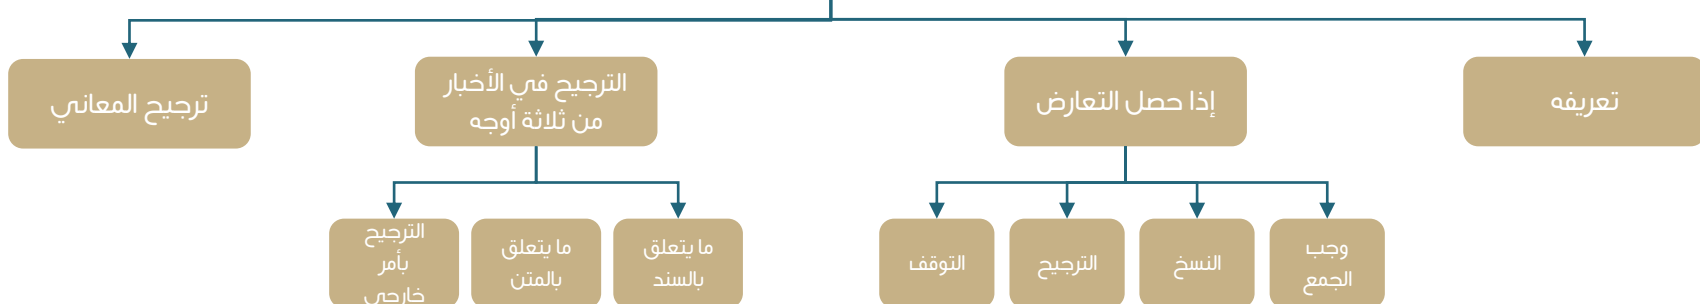 تعريفه
إذا حصل التعارض
الترجيح في الأخبار
من ثلاثة أوجه
ترجيح المعاني
وجب
الجمع
النسخ
الترجيح
التوقف
ما يتعلق
بالسند
ما يتعلق
بالمتن
الترجيح
بأمر
خارجي